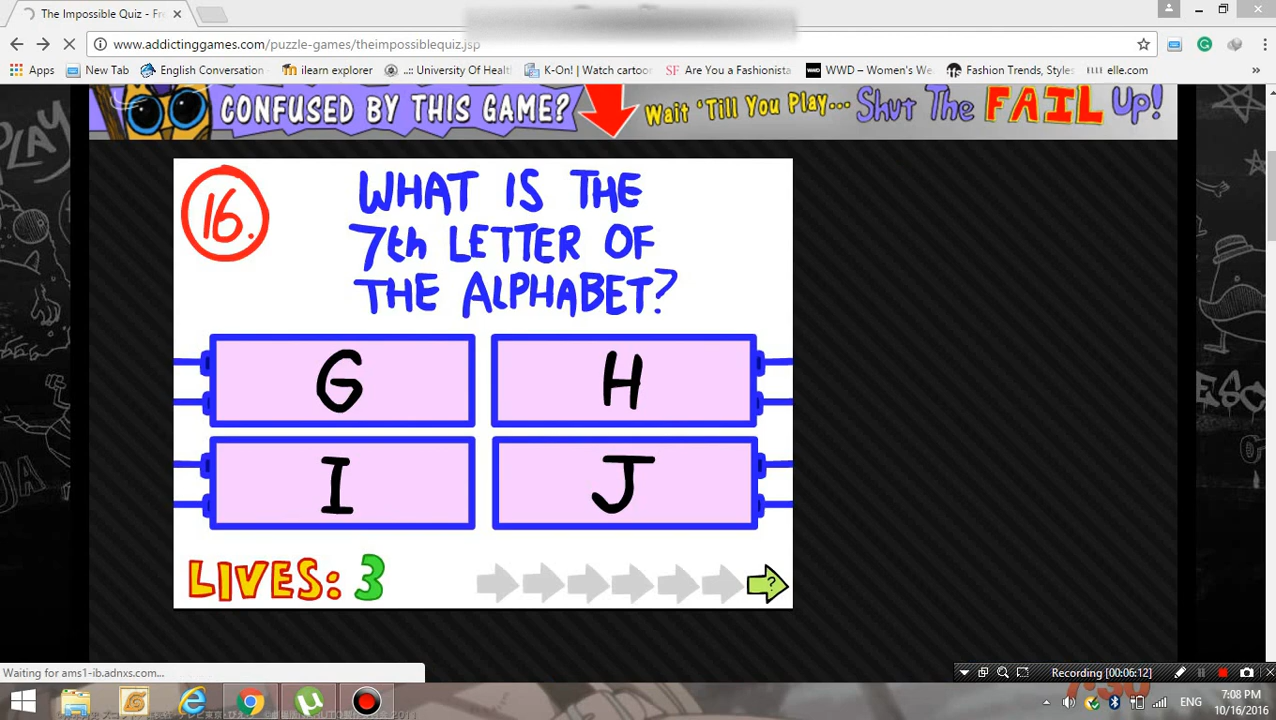 The Impossible Quiz - Fre
www.addictinggames.com/puzzle-games/theimpossiblequiz.jsp
Apps New Tab English Conversation ilearn explorer ..:: University Of Healt K-On! | Watch cartoo SF Are You a Fashionista WWD WWD – Women's We Fashion Trends, Styles elle.com »
CONFUSED BY THIS GAME? Wait 'Till You Play... Shut The FAIL Up!
16. WHAT IS THE
7th LETTER OF
THE ALPHABET?
G H
I J
LIVES: 3 ?
Waiting for ams1-ib.adnxs.com...
Recording [00:06:12]
ENG 7:08 PM
10/16/2016